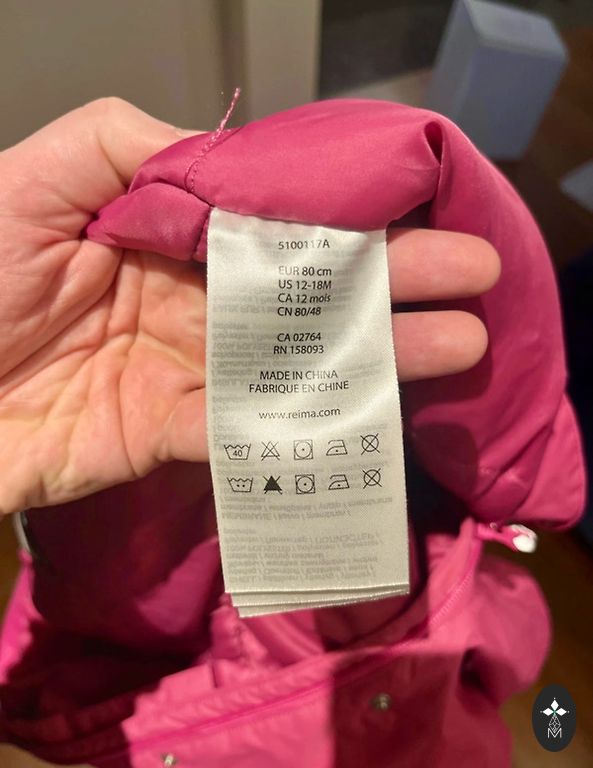 5100117A
EUR 80 cm
US 12-18M
CA 12 mois
CN 80/48
CA 02764
RN 158093
MADE IN CHINA
FABRIQUE EN CHINE
www.reima.com
40
M